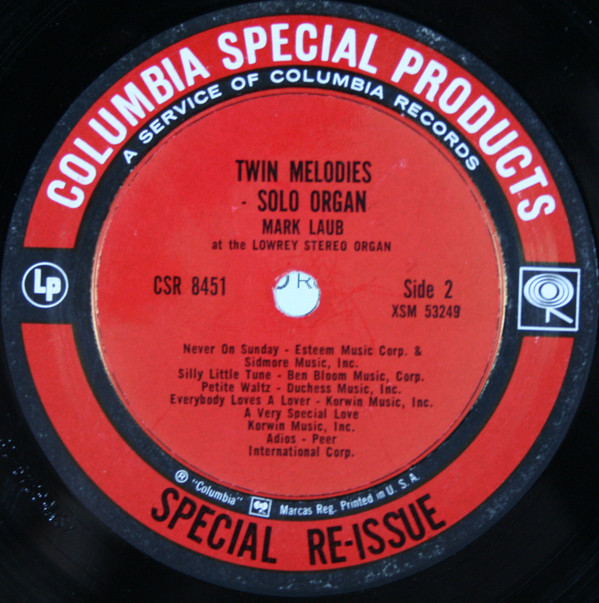 COLUMBIA SPECIAL PRODUCTS
A SERVICE OF COLUMBIA RECORDS
TWIN MELODIES
- SOLO ORGAN
MARK LAUB
at the LOWREY STEREO ORGAN
Lp
CSR 8451
Side 2
XSM 53249
Never On Sunday - Esteem Music Corp. &
Sidmore Music, Inc.
Silly Little Tune - Ben Bloom Music, Corp.
Petite Waltz - Duchess Music, Inc.
Everybody Loves A Lover - Korwin Music, Inc.
A Very Special Love
Korwin Music, Inc.
Adios - Peer
International Corp.
® "Columbia" Marcas Reg. Printed in U. S. A.
SPECIAL RE-ISSUE